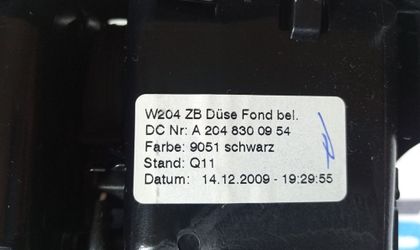 W204 ZB Düse Fond bel.
DC Nr: A 204 830 09 54
Farbe: 9051 schwarz
Stand: Q11
Datum: 14.12.2009 - 19:29:55